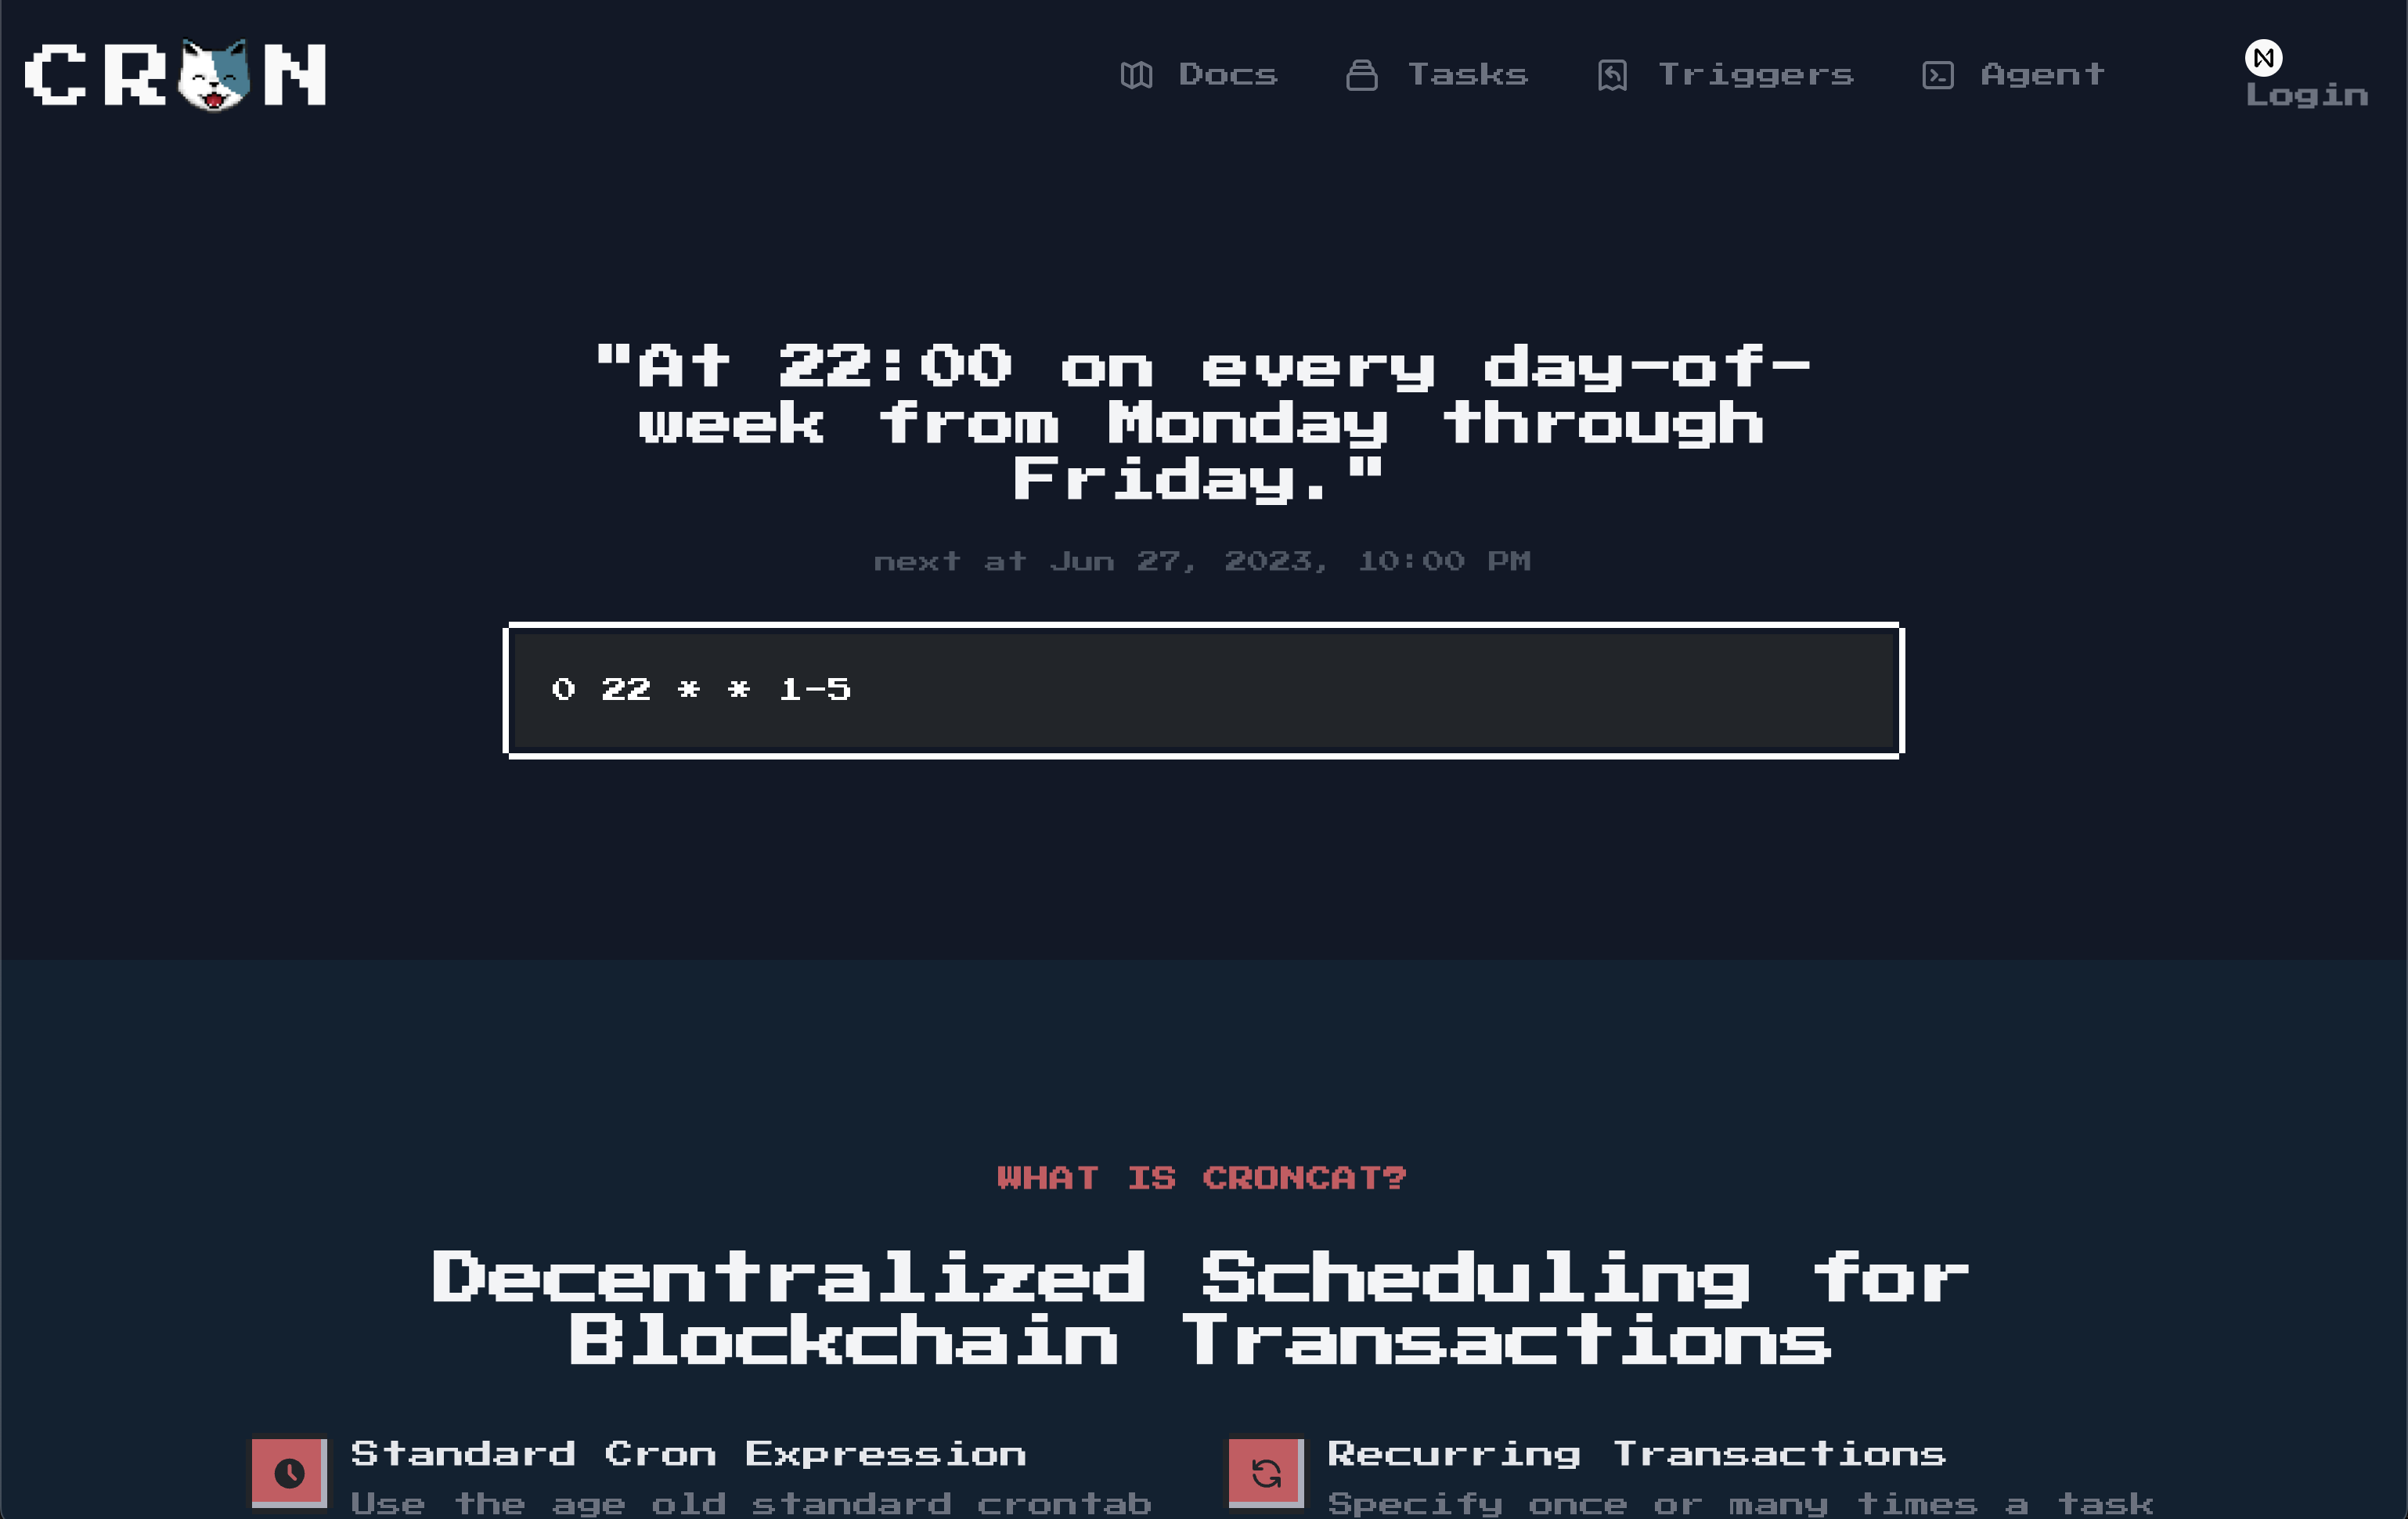 CR N
Docs
Tasks
Triggers
Agent
Login
"At 22:00 on every day-of-
week from Monday through
Friday."
next at Jun 27, 2023, 10:00 PM
0 22 * * 1-5
WHAT IS CRONCAT?
Decentralized Scheduling for
Blockchain Transactions
Standard Cron Expression
Use the age old standard crontab
Recurring Transactions
Specify once or many times a task